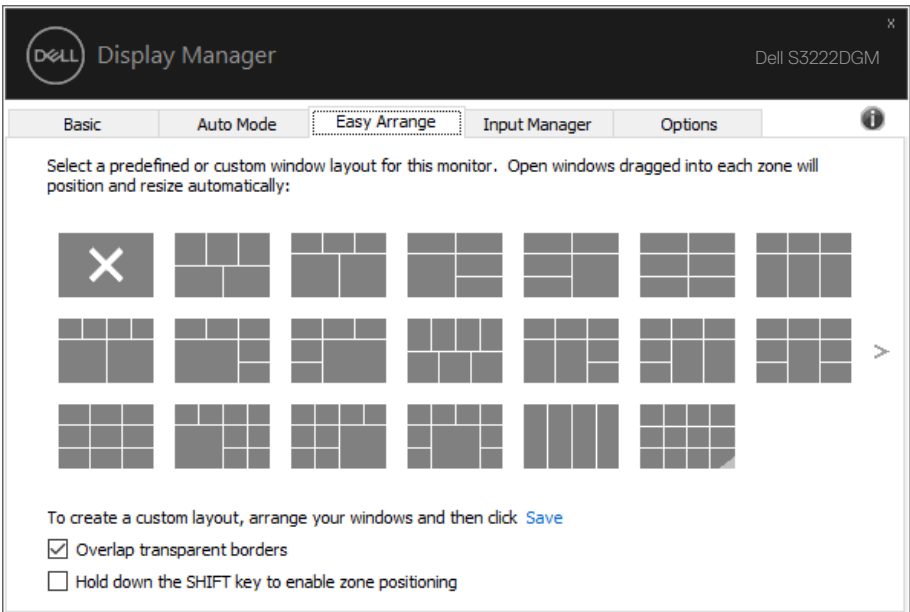 x
DELL Display Manager
Dell S3222DGM
Basic Auto Mode Easy Arrange Input Manager Options
Select a predefined or custom window layout for this monitor. Open windows dragged into each zone will
position and resize automatically:
>
To create a custom layout, arrange your windows and then click Save
Overlap transparent borders
Hold down the SHIFT key to enable zone positioning